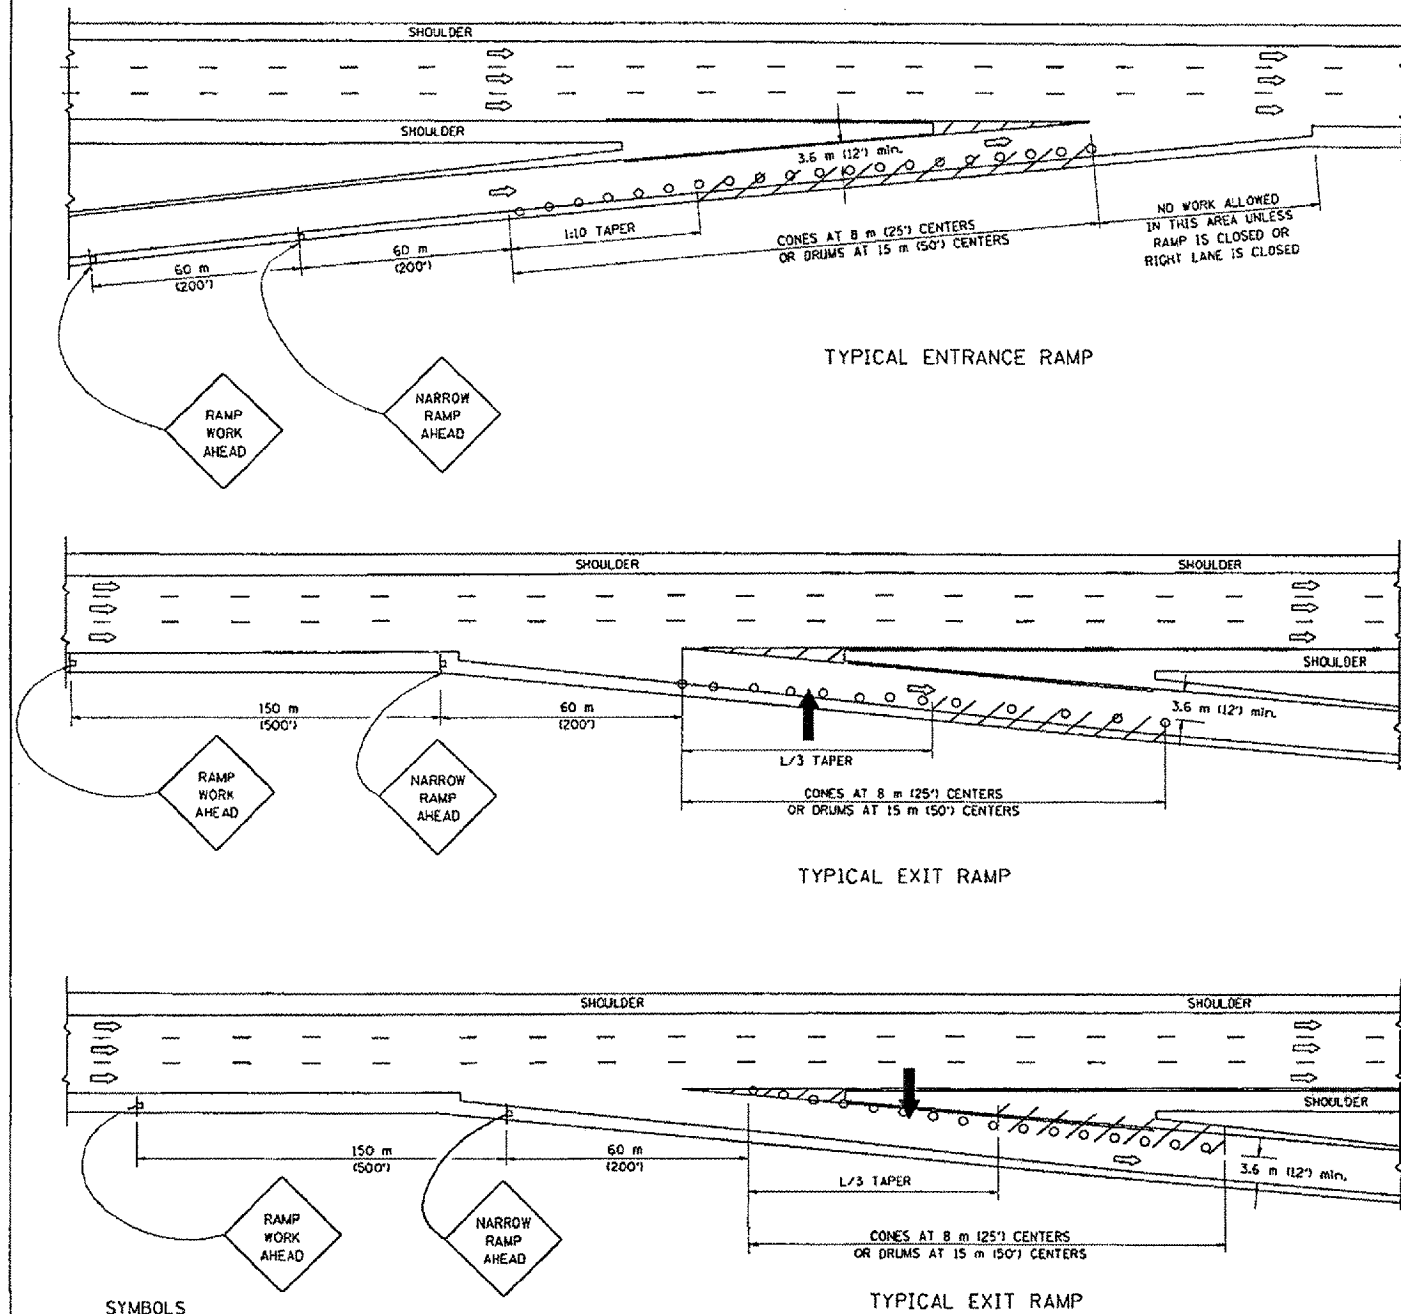 SHOULDER
SHOULDER
3.6 m (12') min.
1:10 TAPER
CONES AT 8 m (25') CENTERS
OR DRUMS AT 15 m (50') CENTERS
NO WORK ALLOWED
IN THIS AREA UNLESS
RAMP IS CLOSED OR
RIGHT LANE IS CLOSED
60 m
(200')
60 m
(200')
TYPICAL ENTRANCE RAMP
RAMP
WORK
AHEAD
NARROW
RAMP
AHEAD
SHOULDER
SHOULDER
SHOULDER
150 m
(500')
60 m
(200')
3.6 m (12') min.
L/3 TAPER
RAMP
WORK
AHEAD
NARROW
RAMP
AHEAD
CONES AT 8 m (25') CENTERS
OR DRUMS AT 15 m (50') CENTERS
TYPICAL EXIT RAMP
SHOULDER
SHOULDER
SHOULDER
150 m
(500')
60 m
(200')
3.6 m (12') min.
L/3 TAPER
RAMP
WORK
AHEAD
NARROW
RAMP
AHEAD
CONES AT 8 m (25') CENTERS
OR DRUMS AT 15 m (50') CENTERS
TYPICAL EXIT RAMP
SYMBOLS